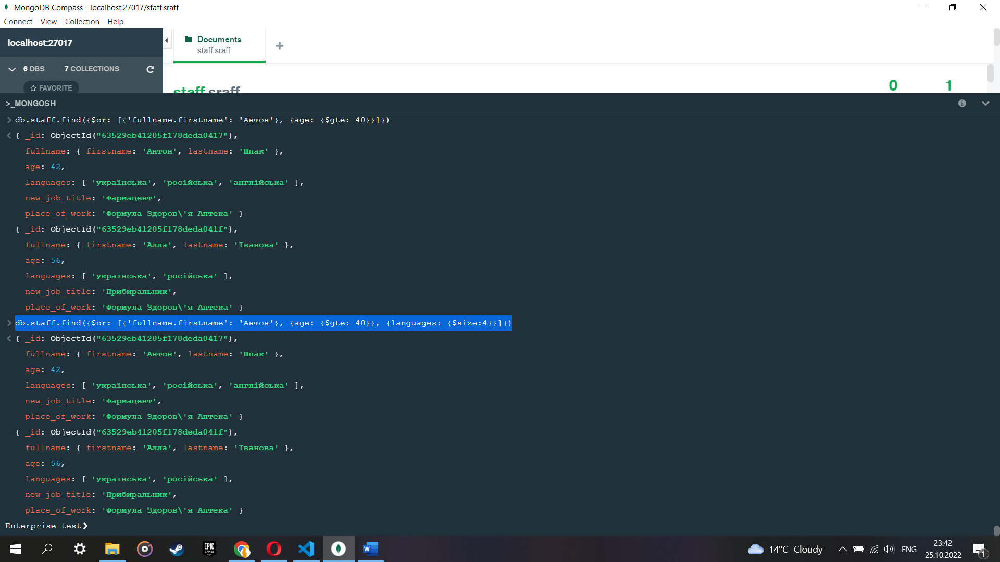 MongoDB Compass - localhost:27017/staff.sraff
Connect View Collection Help
localhost:27017
Documents
staff.sraff
6 DBS 7 COLLECTIONS
FAVORITE
staff.sraff
0 1
>_MONGOSH
db.staff.find({$or: [{'fullname.firstname': 'Антон'}, {age: {$gte: 40}}]})
{ _id: ObjectId("63529eb41205f178deda0417"),
fullname: { firstname: 'Антон', lastname: 'Шпак' },
age: 42,
languages: [ 'українська', 'російська', 'англійська' ],
new_job_title: 'Фармацевт',
place_of_work: 'Формула Здоров\'я Аптека' }
{ _id: ObjectId("63529eb41205f178deda041f"),
fullname: { firstname: 'Алла', lastname: 'Іванова' },
age: 56,
languages: [ 'українська', 'російська' ],
new_job_title: 'Прибиральник',
place_of_work: 'Формула Здоров\'я Аптека' }
db.staff.find({$or: [{'fullname.firstname': 'Антон'}, {age: {$gte: 40}}, {languages: {$size:4}}]})
{ _id: ObjectId("63529eb41205f178deda0417"),
fullname: { firstname: 'Антон', lastname: 'Шпак' },
age: 42,
languages: [ 'українська', 'російська', 'англійська' ],
new_job_title: 'Фармацевт',
place_of_work: 'Формула Здоров\'я Аптека' }
{ _id: ObjectId("63529eb41205f178deda041f"),
fullname: { firstname: 'Алла', lastname: 'Іванова' },
age: 56,
languages: [ 'українська', 'російська' ],
new_job_title: 'Прибиральник',
place_of_work: 'Формула Здоров\'я Аптека' }
Enterprise test>
EPIC GAMES
14°C Cloudy
ENG
23:42
25.10.2022
1